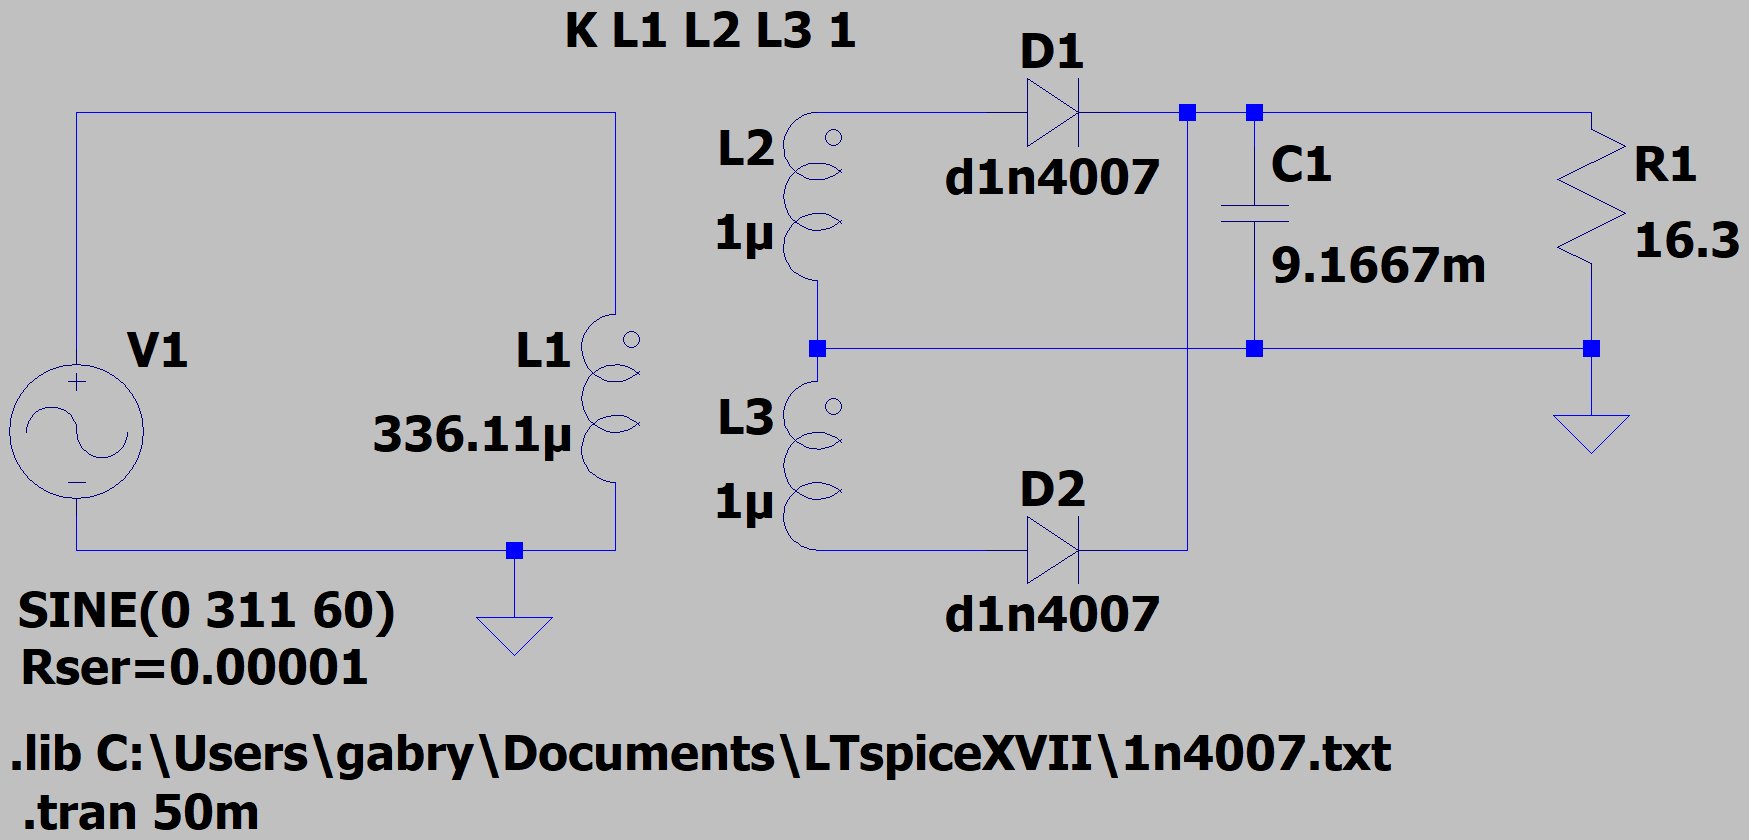 K L1 L2 L3 1
D1
L2
d1n4007
C1
R1
1µ
16.3
9.1667m
V1
L1
L3
336.11µ
D2
1µ
SINE(0 311 60)
d1n4007
Rser=0.00001
.lib C:\Users\gabry\Documents\LTspiceXVII\1n4007.txt
.tran 50m